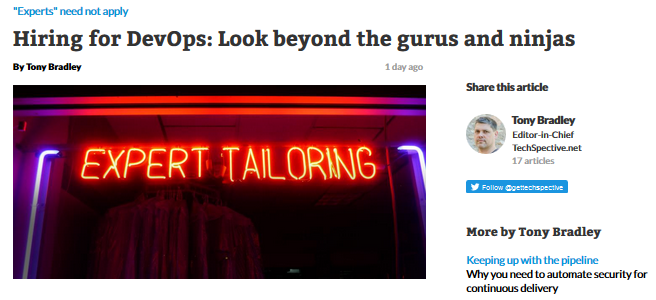 "Experts" need not apply
Hiring for DevOps: Look beyond the gurus and ninjas
By Tony Bradley
1 day ago
EXPERT TAILORING
Share this article
Tony Bradley
Editor-in-Chief
TechSpective.net
17 articles
Follow @gettechspective
More by Tony Bradley
Keeping up with the pipeline
Why you need to automate security for
continuous delivery